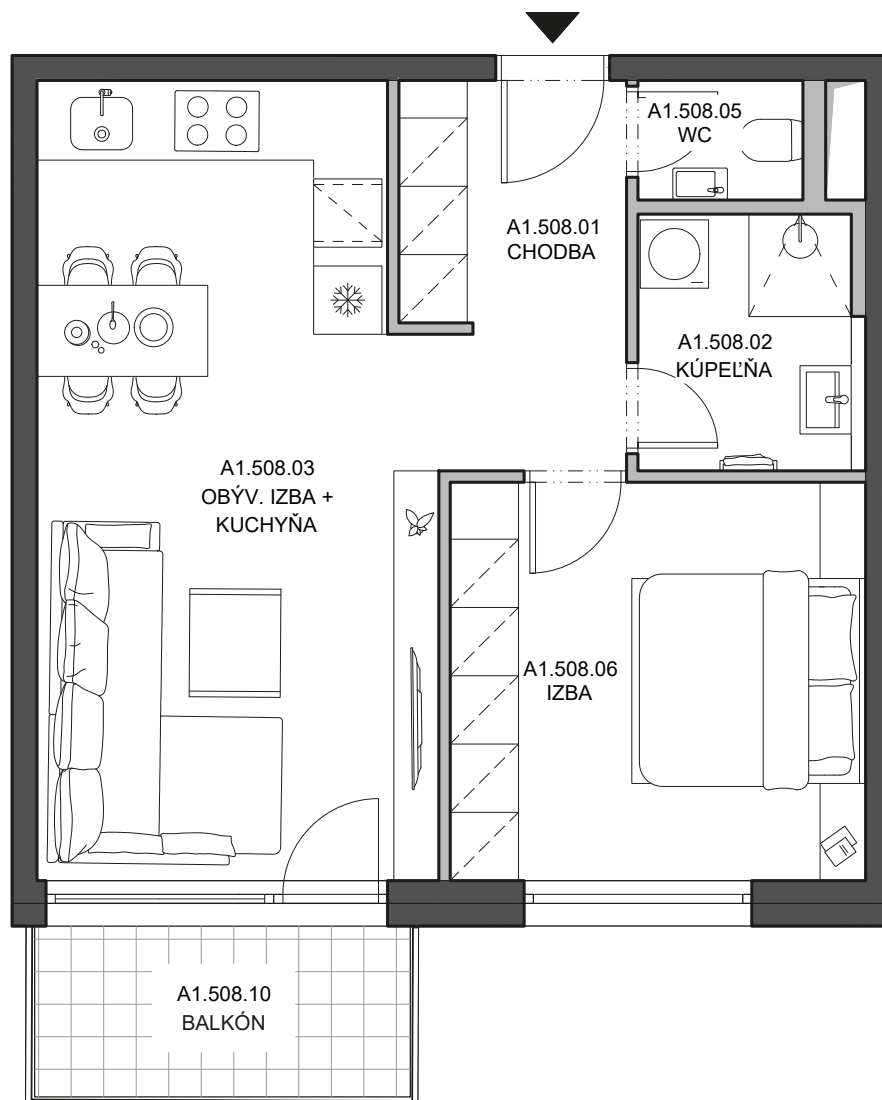 A1.508.05
WC
A1.508.01
CHODBA
A1.508.02
KÚPEĽŇA
A1.508.03
OBÝV. IZBA +
KUCHYŇA
A1.508.06
IZBA
A1.508.10
BALKÓN